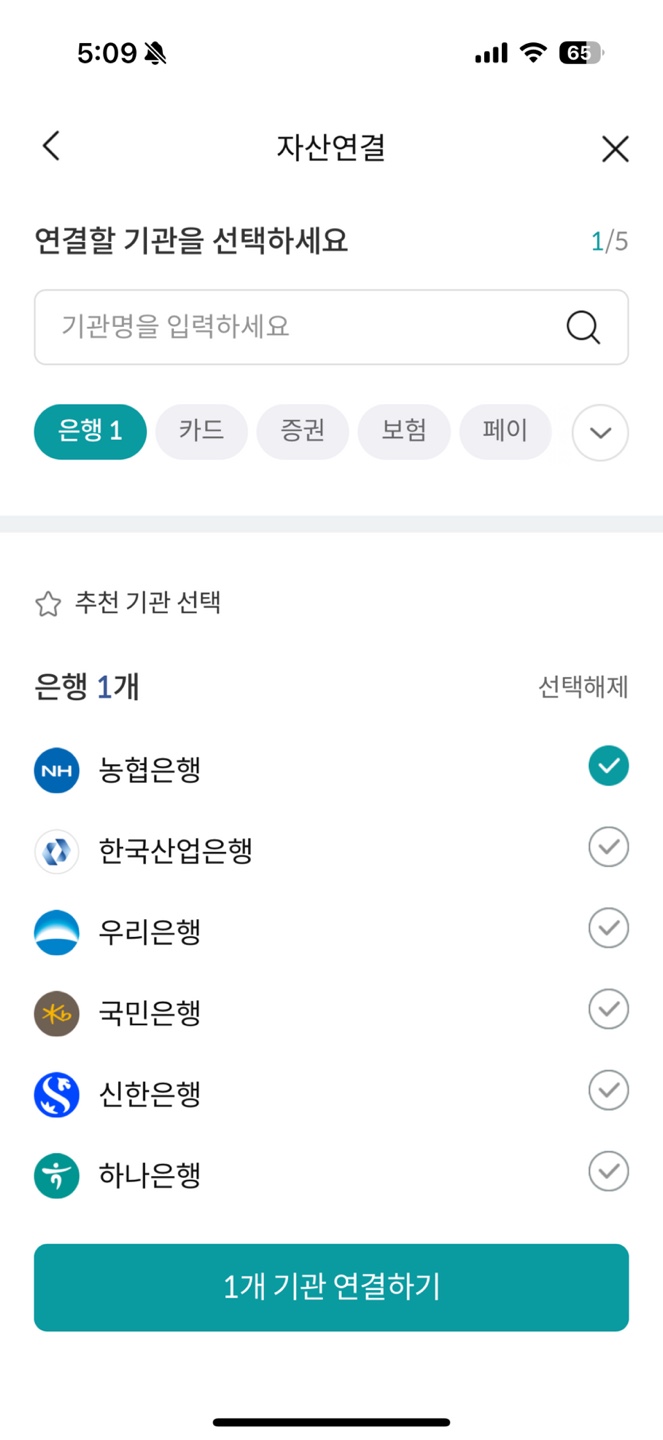 5:09
65
자산연결
연결할 기관을 선택하세요 1/5
기관명을 입력하세요
은행 1 카드 증권 보험 페이
추천 기관 선택
은행 1개 선택해제
NH 농협은행
한국산업은행
우리은행
Kb 국민은행
S 신한은행
하나은행
1개 기관 연결하기